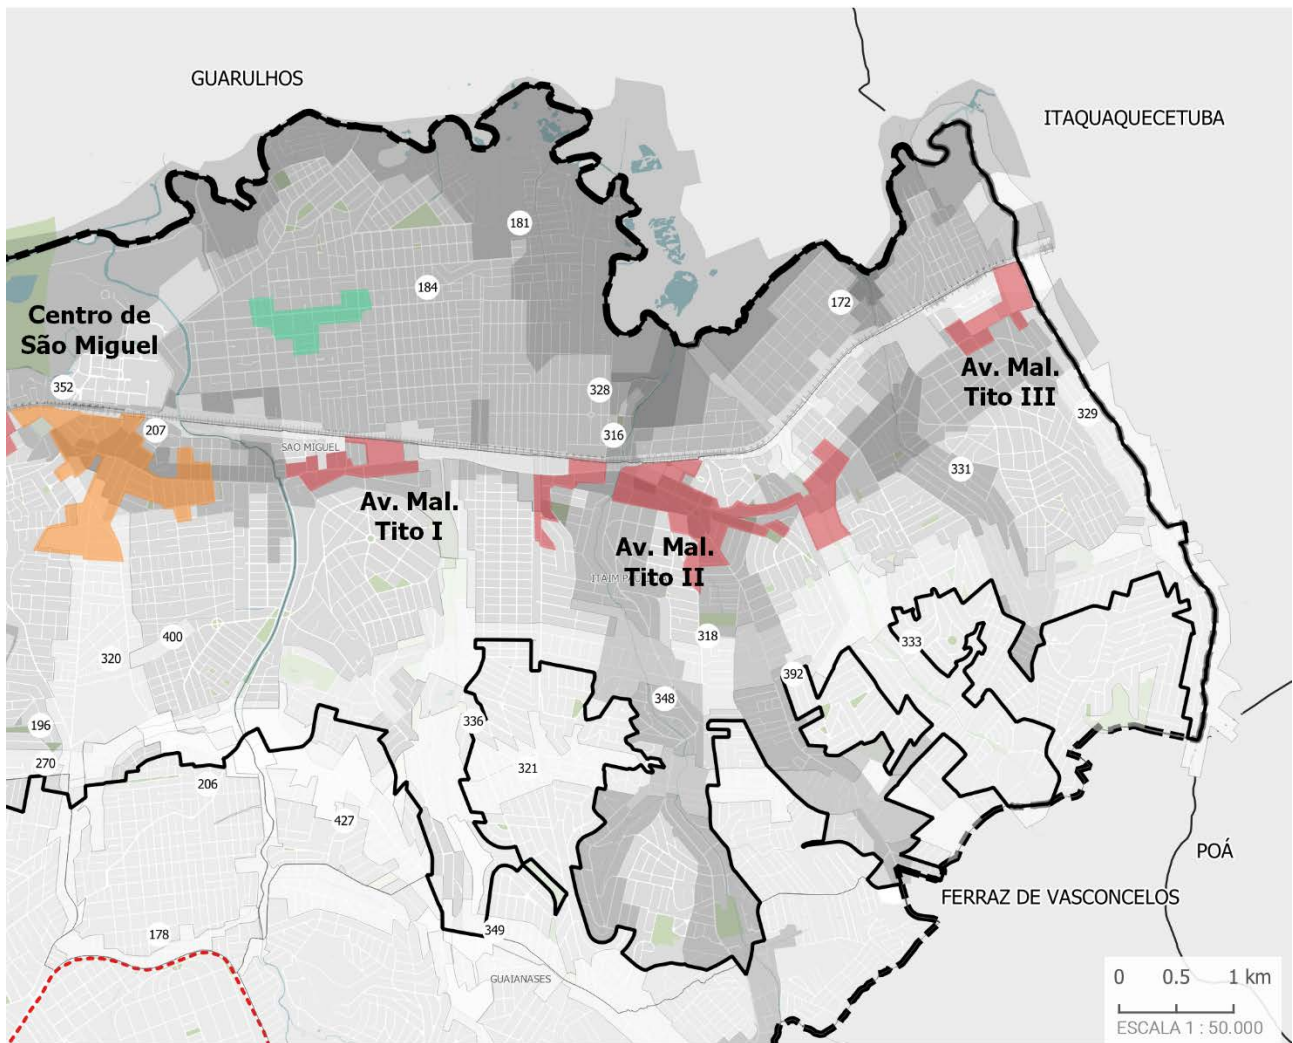 GUARULHOS
ITAQUAQUECETUBA
181
184
172
Centro de
São Miguel
352
207
SAO MIGUEL
328
316
Av. Mal.
Tito III
329
331
Av. Mal.
Tito I
Av. Mal.
Tito II
ITAIM PAU
400
320
318
333
392
348
196
336
270
321
206
427
POÁ
FERRAZ DE VASCONCELOS
178
349
GUAIANASES
0 0.5 1 km
ESCALA 1 : 50.000